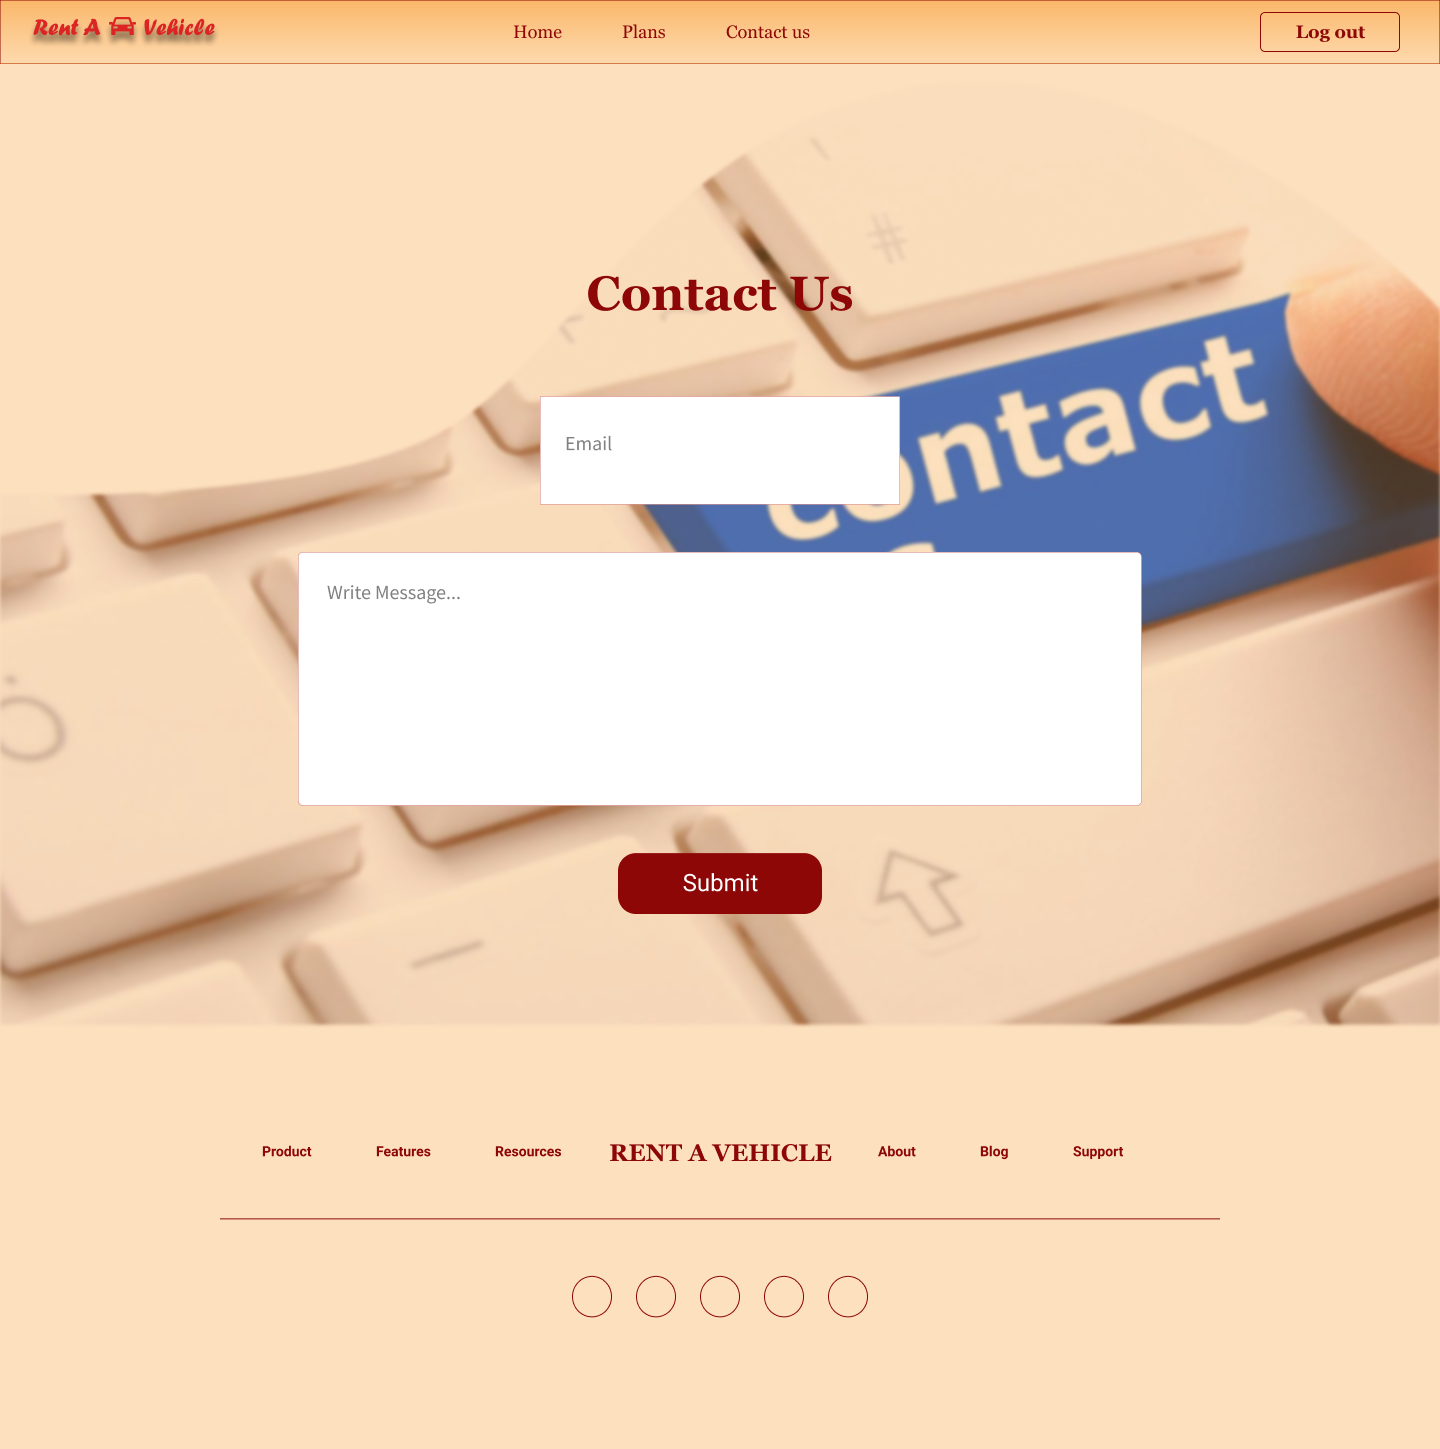 Rent A Vehicle
Home Plans Contact us
Log out
#
Contact Us
contact
Email
Write Message...
Submit
Product Features Resources RENT A VEHICLE About Blog Support